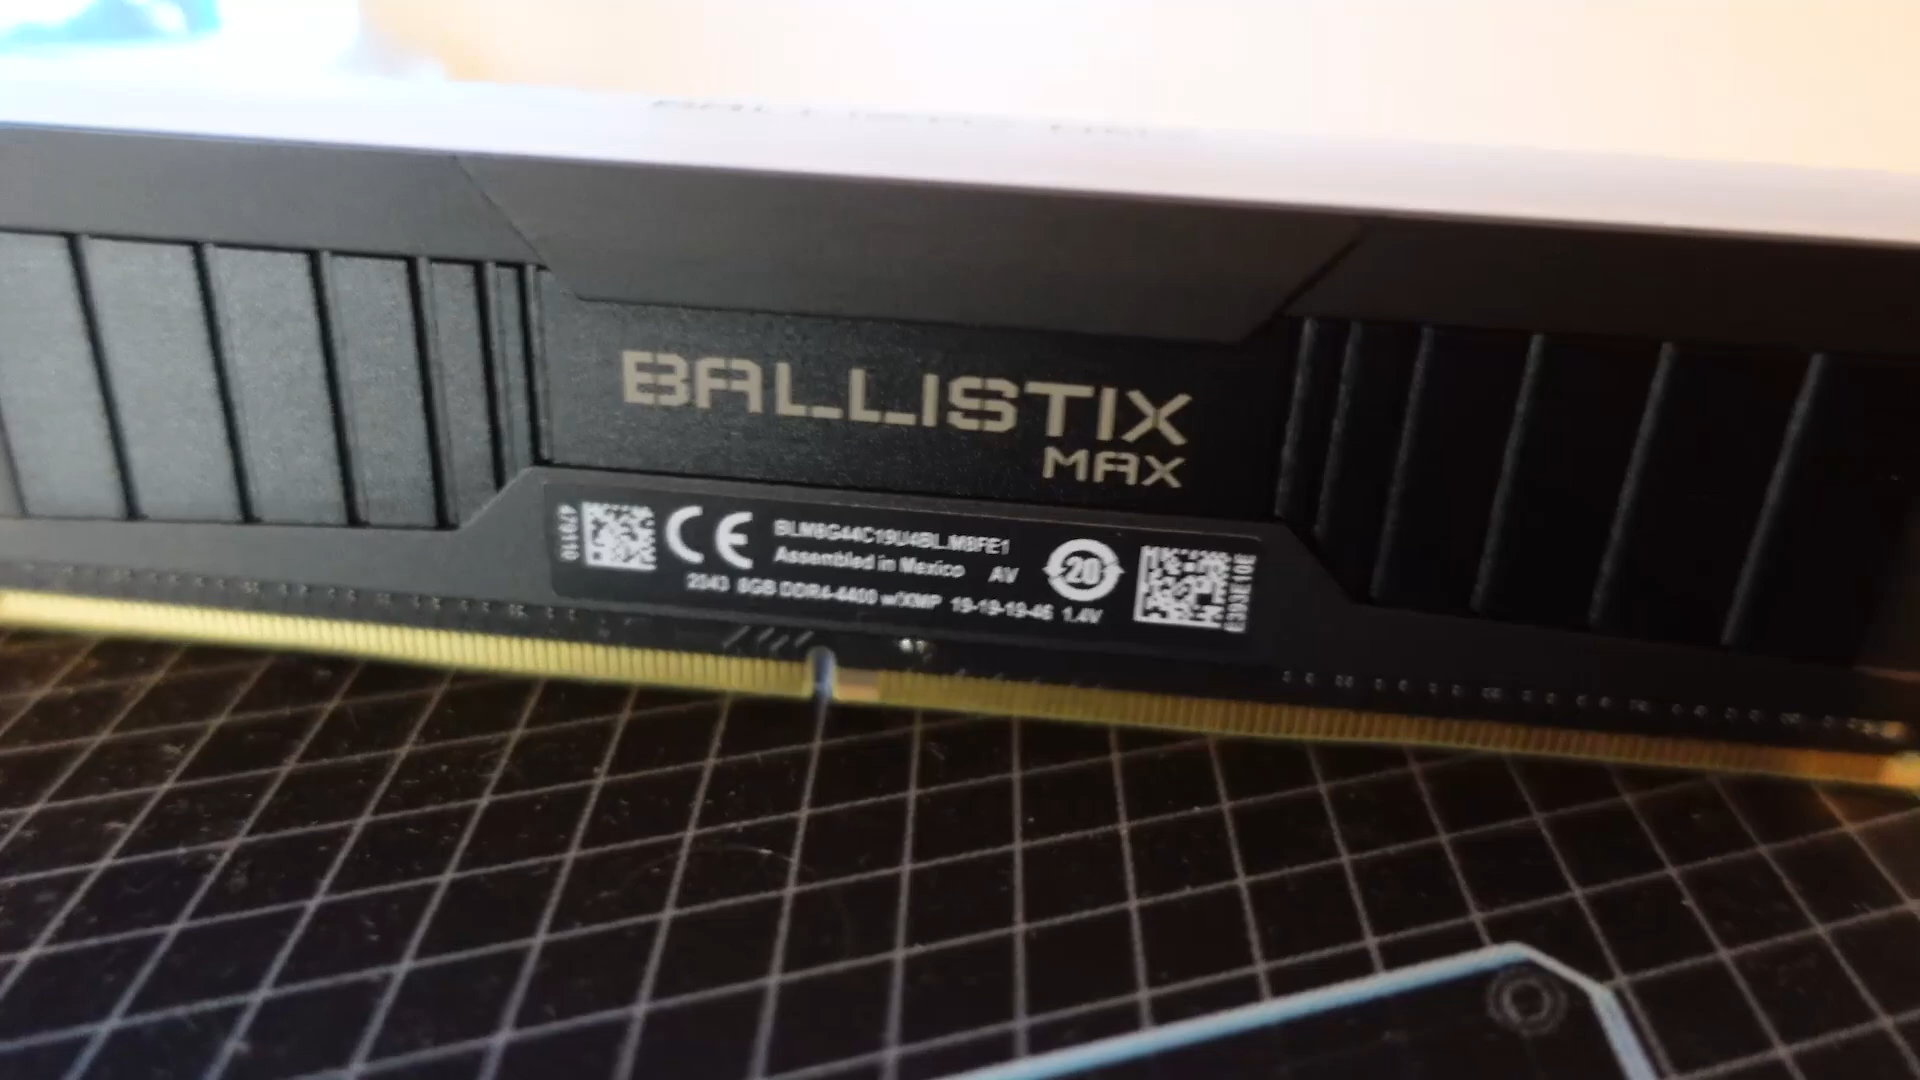 BALLISTIX
MAX
BLM8G44C19U4BL.M8FE1
Assembled in Mexico AV
2043 8GB DDR4-4400 w/XMP 19-19-19-46 1.4V
20